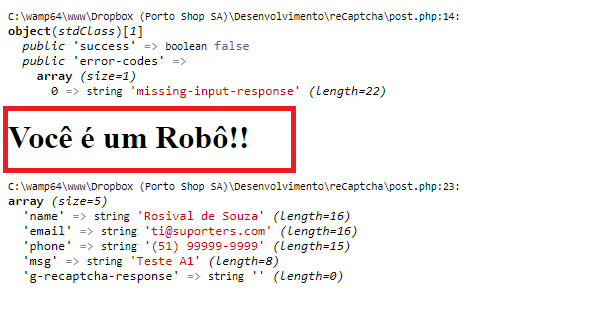 C:\wamp64\www\Dropbox (Porto Shop SA)\Desenvolvimento\reCaptcha\post.php:14:
object(stdClass)[1]
public 'success' => boolean false
public 'error-codes' =>
array (size=1)
0 => string 'missing-input-response' (length=22)
Você é um Robô!!
C:\wamp64\www\Dropbox (Porto Shop SA)\Desenvolvimento\reCaptcha\post.php:23:
array (size=5)
'name' => string 'Rosival de Souza' (length=16)
'email' => string 'ti@suporters.com' (length=16)
'phone' => string '(51) 99999-9999' (length=15)
'msg' => string 'Teste A1' (length=8)
'g-recaptcha-response' => string '' (length=0)